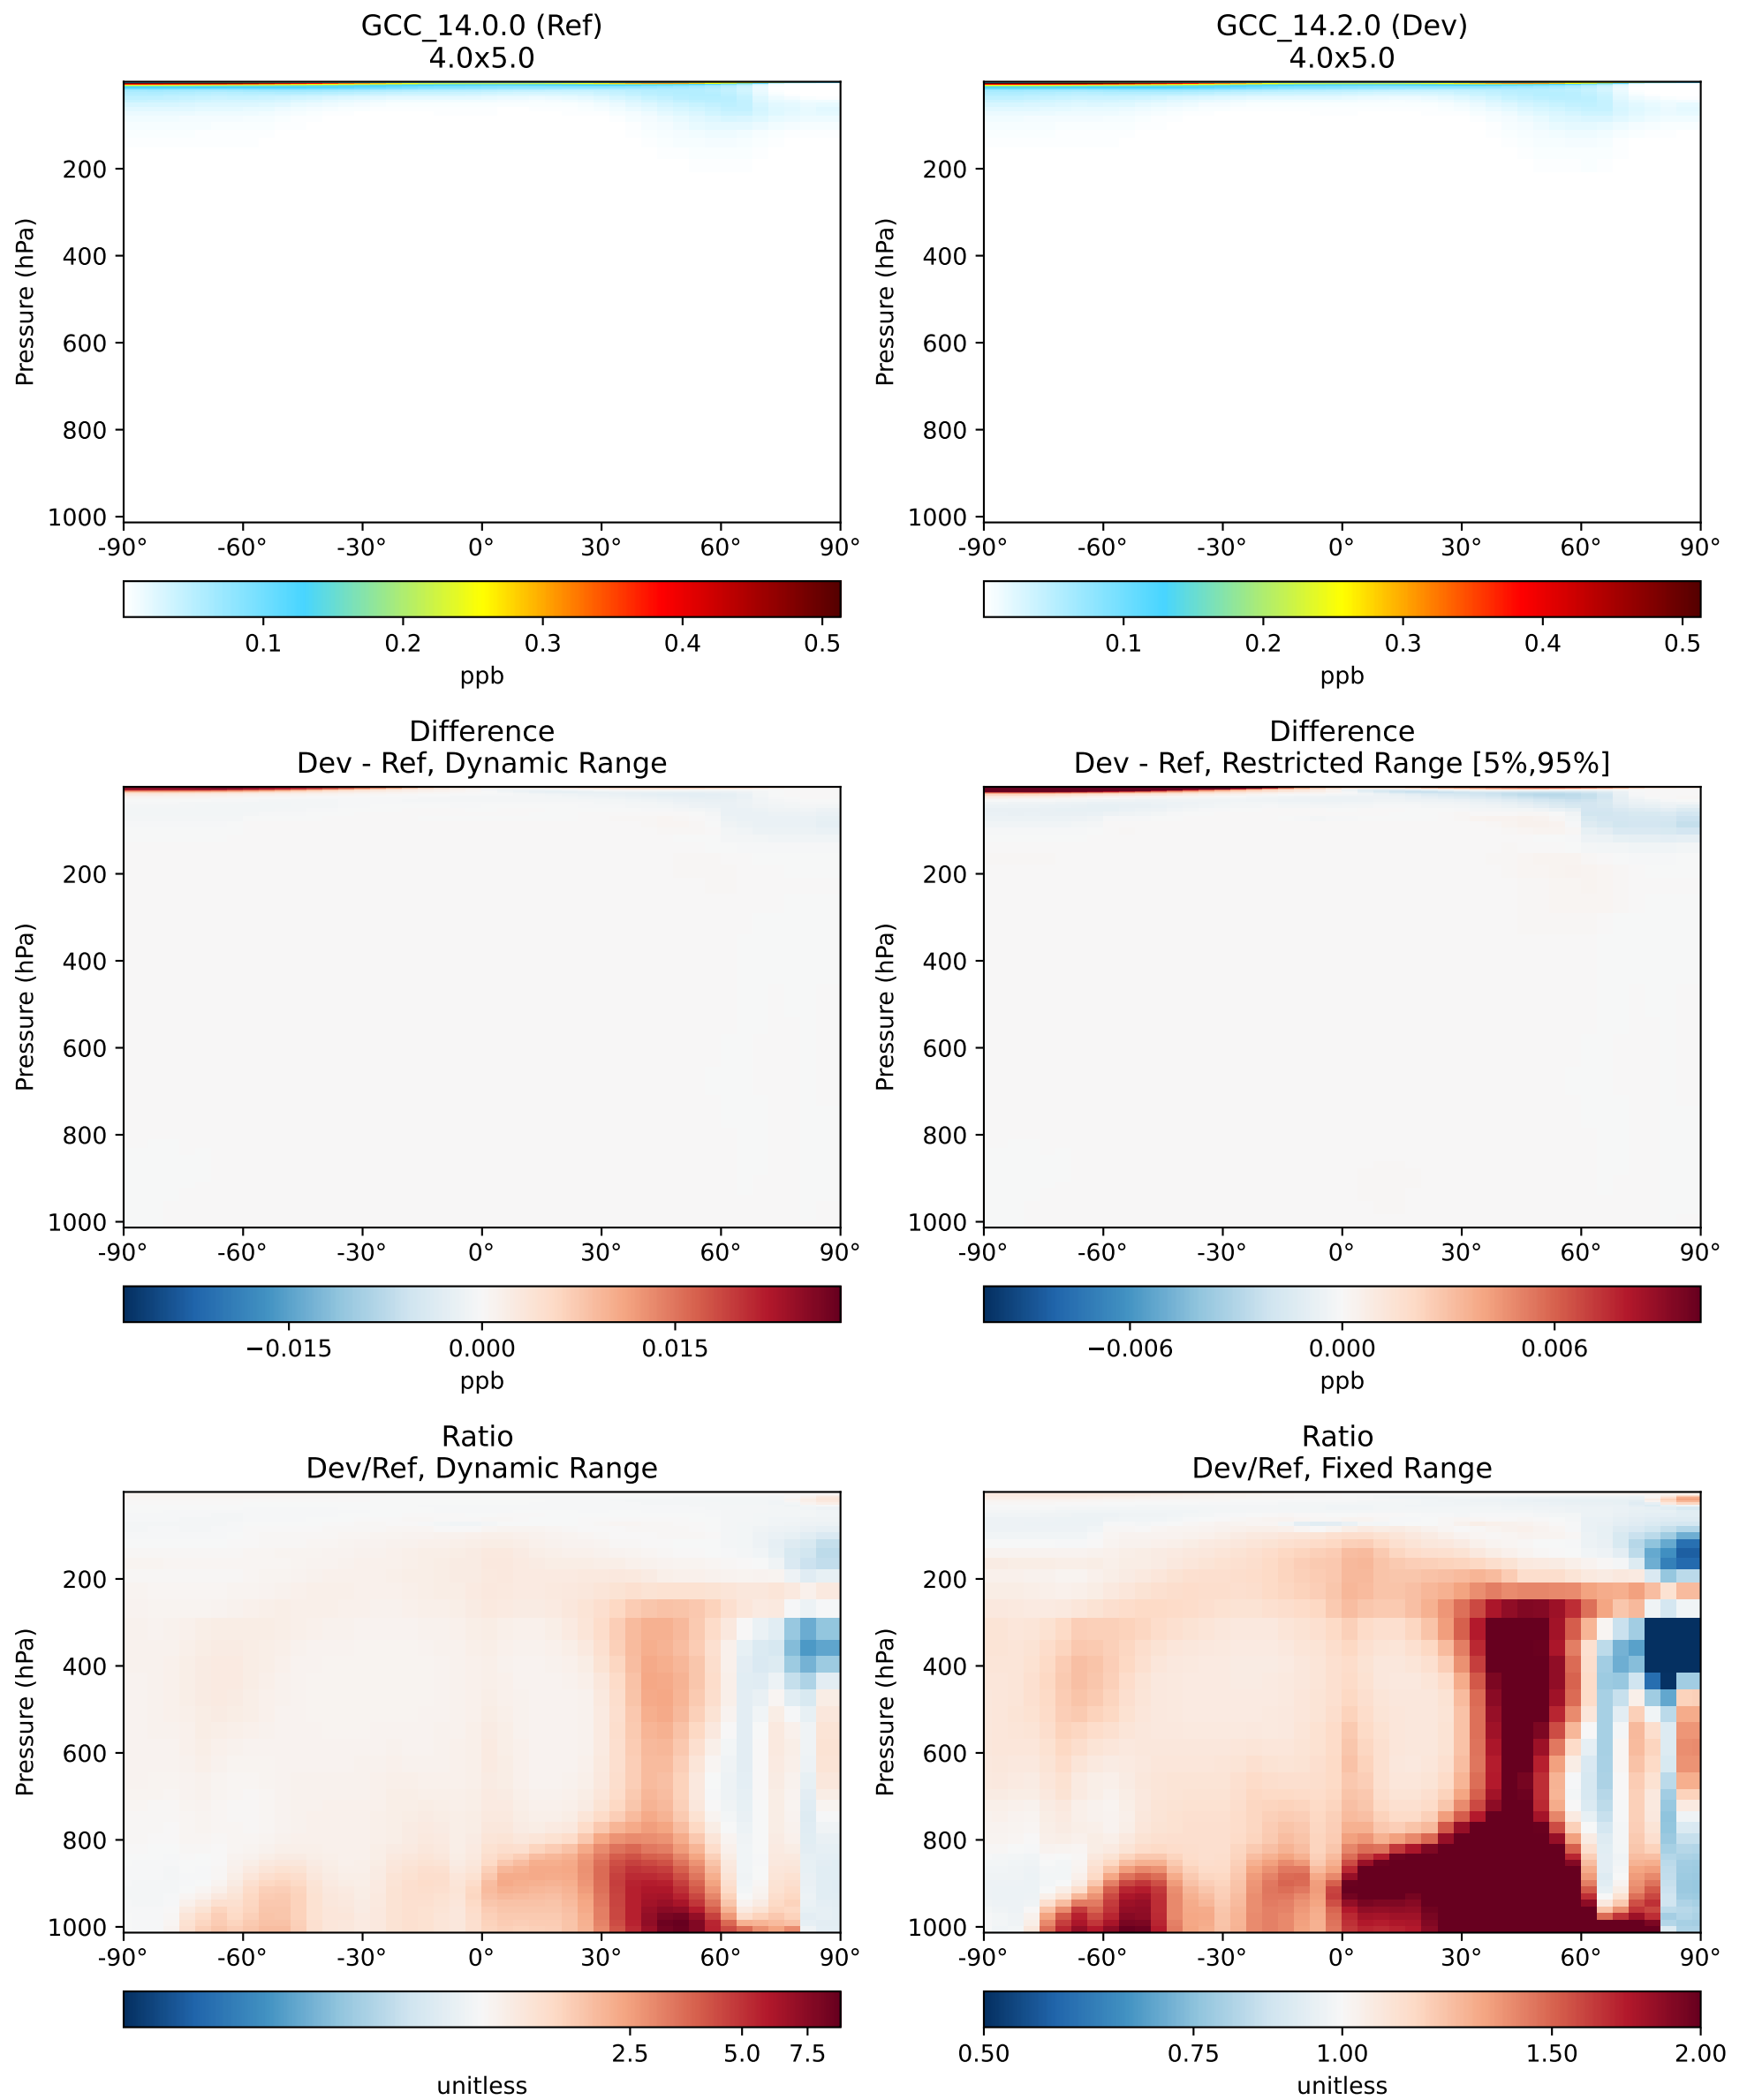 GCC_14.0.0 (Ref)
4.0x5.0
Pressure (hPa)
200
400
600
800
1000
-90° -60° -30° 0° 30° 60° 90°
0.1 0.2 0.3 0.4 0.5
ppb
GCC_14.2.0 (Dev)
4.0x5.0
Pressure (hPa)
200
400
600
800
1000
-90° -60° -30° 0° 30° 60° 90°
0.1 0.2 0.3 0.4 0.5
ppb
Difference
Dev - Ref, Dynamic Range
Pressure (hPa)
200
400
600
800
1000
-90° -60° -30° 0° 30° 60° 90°
−0.015 0.000 0.015
ppb
Difference
Dev - Ref, Restricted Range [5%,95%]
Pressure (hPa)
200
400
600
800
1000
-90° -60° -30° 0° 30° 60° 90°
−0.006 0.000 0.006
ppb
Ratio
Dev/Ref, Dynamic Range
Pressure (hPa)
200
400
600
800
1000
-90° -60° -30° 0° 30° 60° 90°
2.5 5.0 7.5
unitless
Ratio
Dev/Ref, Fixed Range
Pressure (hPa)
200
400
600
800
1000
-90° -60° -30° 0° 30° 60° 90°
0.50 0.75 1.00 1.50 2.00
unitless